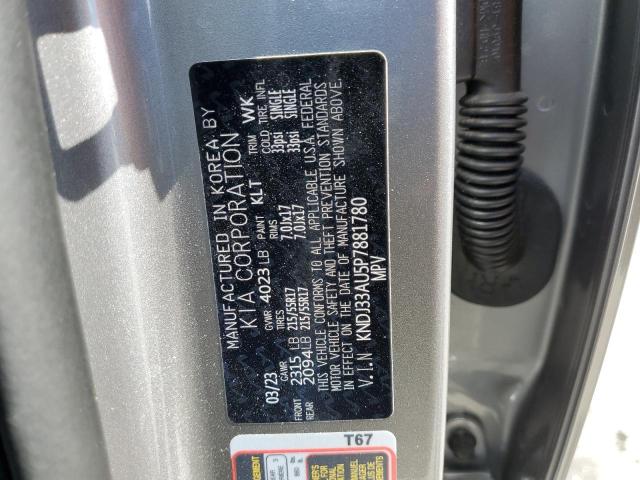 MANUFACTURED IN KOREA BY
KIA CORPORATION
03/23 GVWR 4023 LB PAINT KLT TRIM WK
GAWR TIRES RIMS COLD TIRE INFL
FRONT 2315 LB 215/55R17 7.0Jx17 33psi SINGLE
REAR 2094 LB 215/55R17 7.0Jx17 33psi SINGLE
THIS VEHICLE CONFORMS TO ALL APPLICABLE U.S.A. FEDERAL
MOTOR VEHICLE SAFETY AND THEFT PREVENTION STANDARDS
IN EFFECT ON THE DATE OF MANUFACTURE SHOWN ABOVE.
V.I.N KNDJ33AU5P7881780
MPV
T67